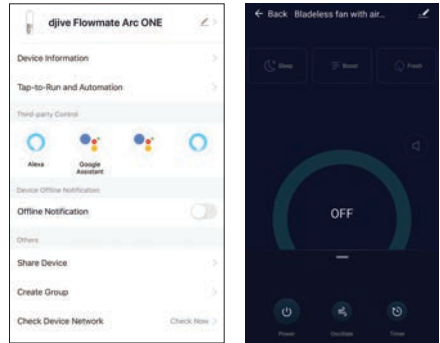 djive Flowmate Arc ONE
Device Information
Tap-to-Run and Automation
Third-party Control
Alexa
Google Assistant
Device Offline Notification
Offline Notification
Others
Share Device
Create Group
Check Device Network
Check Now
Back
Bladeless fan with air...
Sleep
Boost
Fresh
OFF
Power
Oscillate
Timer